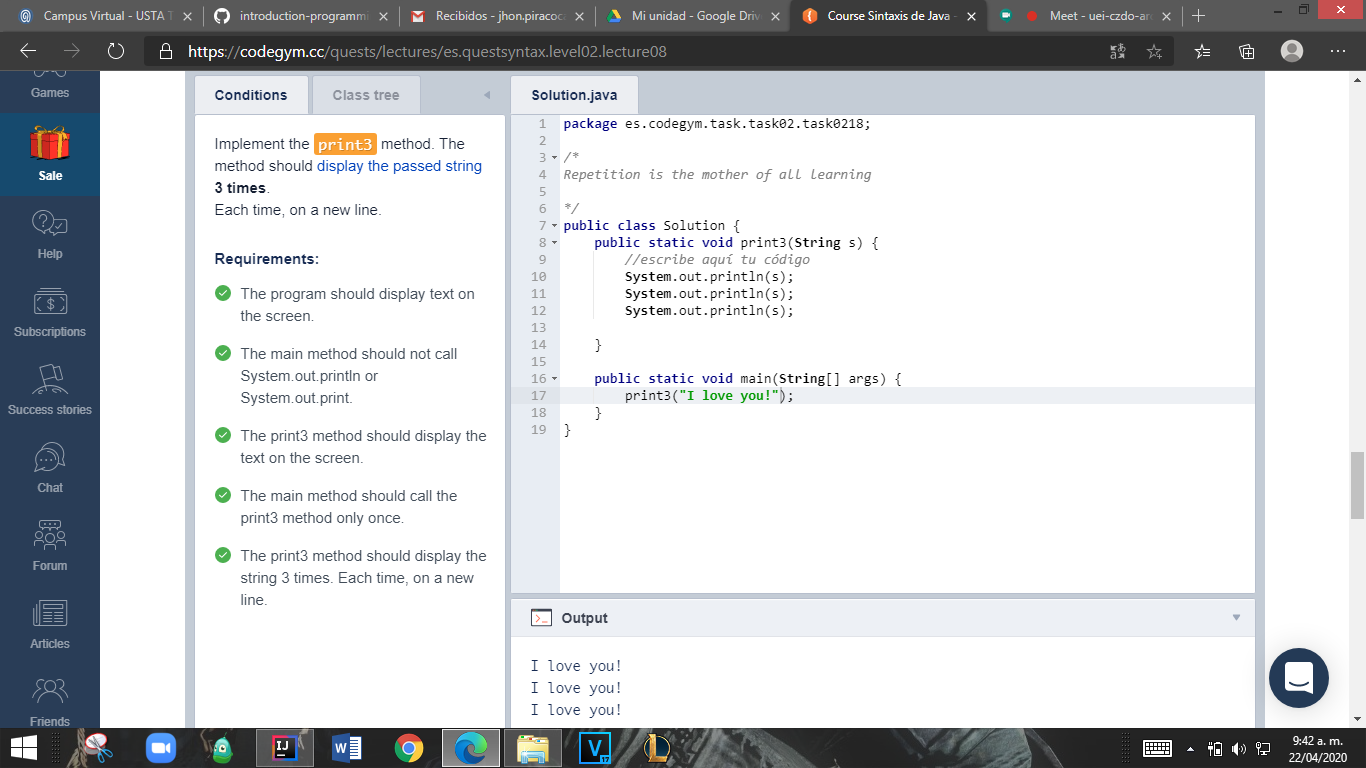 Campus Virtual - USTA T
introduction-programmi
Recibidos - jhon.piracoca
Mi unidad - Google Driv
Course Sintaxis de Java -
Meet - uei-czdo-an
https://codegym.cc/quests/lectures/es.questsyntax.level02.lecture08
Games
Sale
Help
Subscriptions
Success stories
Chat
Forum
Articles
Friends
Conditions
Class tree
Implement the print3 method. The
method should display the passed string
3 times.
Each time, on a new line.
Requirements:
The program should display text on
the screen.
The main method should not call
System.out.println or
System.out.print.
The print3 method should display the
text on the screen.
The main method should call the
print3 method only once.
The print3 method should display the
string 3 times. Each time, on a new
line.
Solution.java
1 package es.codegym.task.task02.task0218;
2
3 /*
4 Repetition is the mother of all learning
5
6 */
7 public class Solution {
8 public static void print3(String s) {
9 //escribe aquí tu código
10 System.out.println(s);
11 System.out.println(s);
12 System.out.println(s);
13
14 }
15
16 public static void main(String[] args) {
17 print3("I love you!");
18 }
19 }
Output
I love you!
I love you!
I love you!
9:42 a. m.
22/04/2020